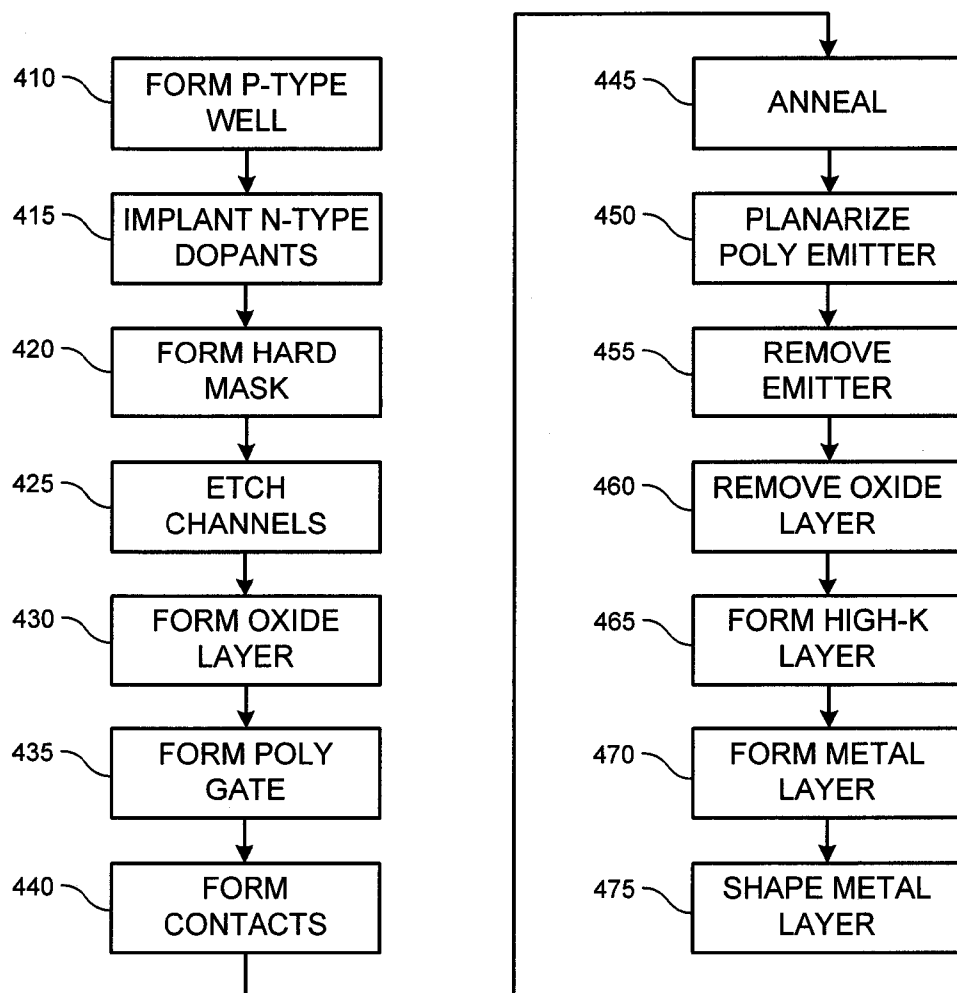 410
FORM P-TYPE
WELL
415
IMPLANT N-TYPE
DOPANTS
420
FORM HARD
MASK
425
ETCH
CHANNELS
430
FORM OXIDE
LAYER
435
FORM POLY
GATE
440
FORM
CONTACTS
445
ANNEAL
450
PLANARIZE
POLY EMITTER
455
REMOVE
EMITTER
460
REMOVE OXIDE
LAYER
465
FORM HIGH-K
LAYER
470
FORM METAL
LAYER
475
SHAPE METAL
LAYER